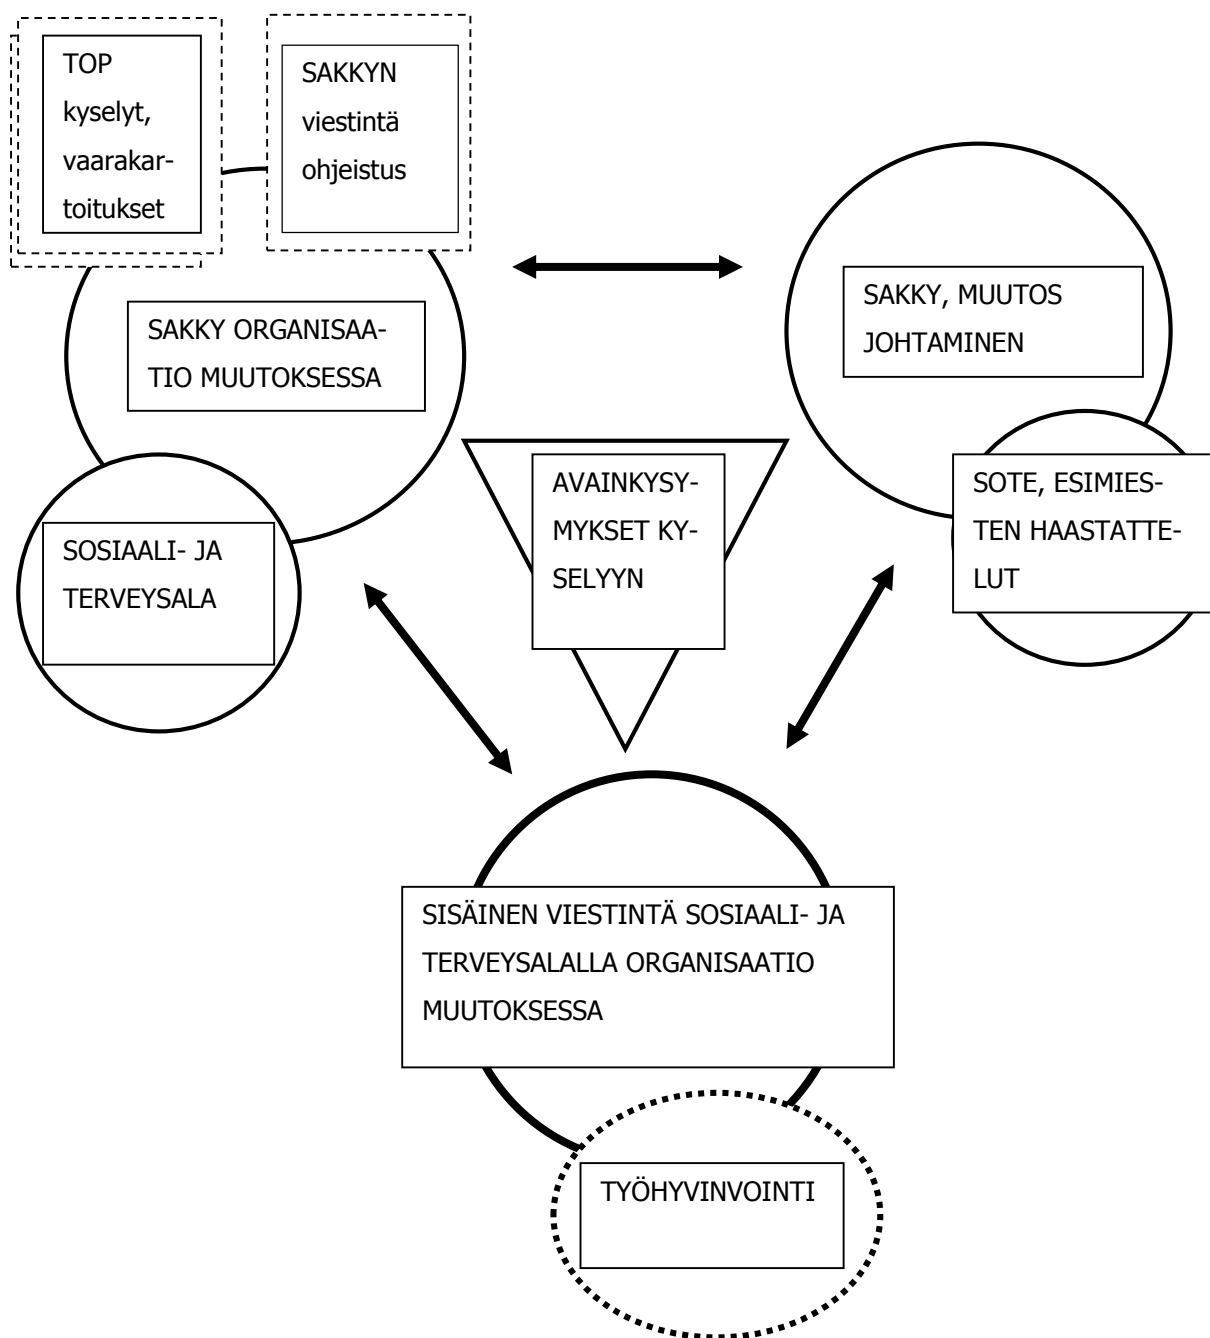 TOP
kyselyt,
vaarakar-
toitukset
SAKKYN
viestintä
ohjeistus
SAKKY ORGANISAA-
TIO MUUTOKSESSA
SAKKY, MUUTOS
JOHTAMINEN
SOSIAALI- JA
TERVEYSALA
AVAINKYSY-
MYKSET KY-
SELYYN
SOTE, ESIMIES-
TEN HAASTATTE-
LUT
SISÄINEN VIESTINTÄ SOSIAALI- JA
TERVEYSALALLA ORGANISAATIO
MUUTOKSESSA
TYÖHYVINVOINTI